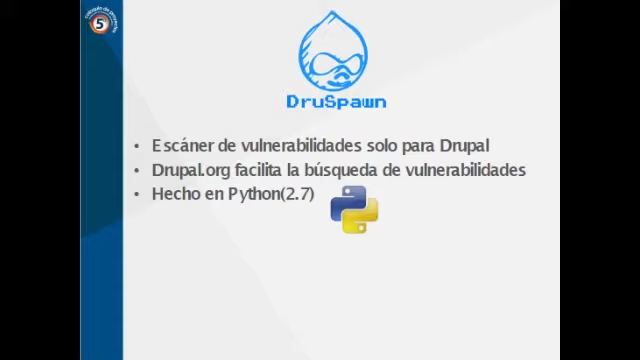 5
DruSpawn
• Escáner de vulnerabilidades solo para Drupal
• Drupal.org facilita la búsqueda de vulnerabilidades
• Hecho en Python(2.7)